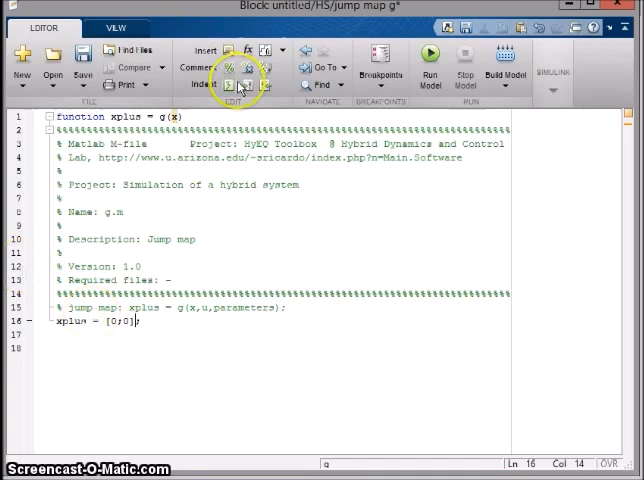 Block: untitled/HS/jump map g*
EDITOR VIEW
New Open Save Find Files Compare Print
Insert fx
Comment % %
Indent
Go To
Find
Breakpoints
Run Model
Stop Model
Build Model
SIMULINK
FILE EDIT NAVIGATE BREAKPOINTS RUN
1 function xplus = g(x)
2 %%%%%%%%%%%%%%%%%%%%%%%%%%%%%%%%%%%%%%%%%%%%%%%%%%%%%%%%%%%%%%%%%%%%%%%%%%%
3 % Matlab M-file Project: HyEQ Toolbox @ Hybrid Dynamics and Control
4 % Lab, http://www.u.arizona.edu/~sricardo/index.php?n=Main.Software
5 %
6 % Project: Simulation of a hybrid system
7 %
8 % Name: g.m
9 %
10 % Description: Jump map
11 %
12 % Version: 1.0
13 % Required files: -
14 %%%%%%%%%%%%%%%%%%%%%%%%%%%%%%%%%%%%%%%%%%%%%%%%%%%%%%%%%%%%%%%%%%%%%%%%%%%
15 % jump map: xplus = g(x,u,parameters);
16 xplus = [0;0];
17
18
g Ln 16 Col 14 OVR
Screencast-O-Matic.com